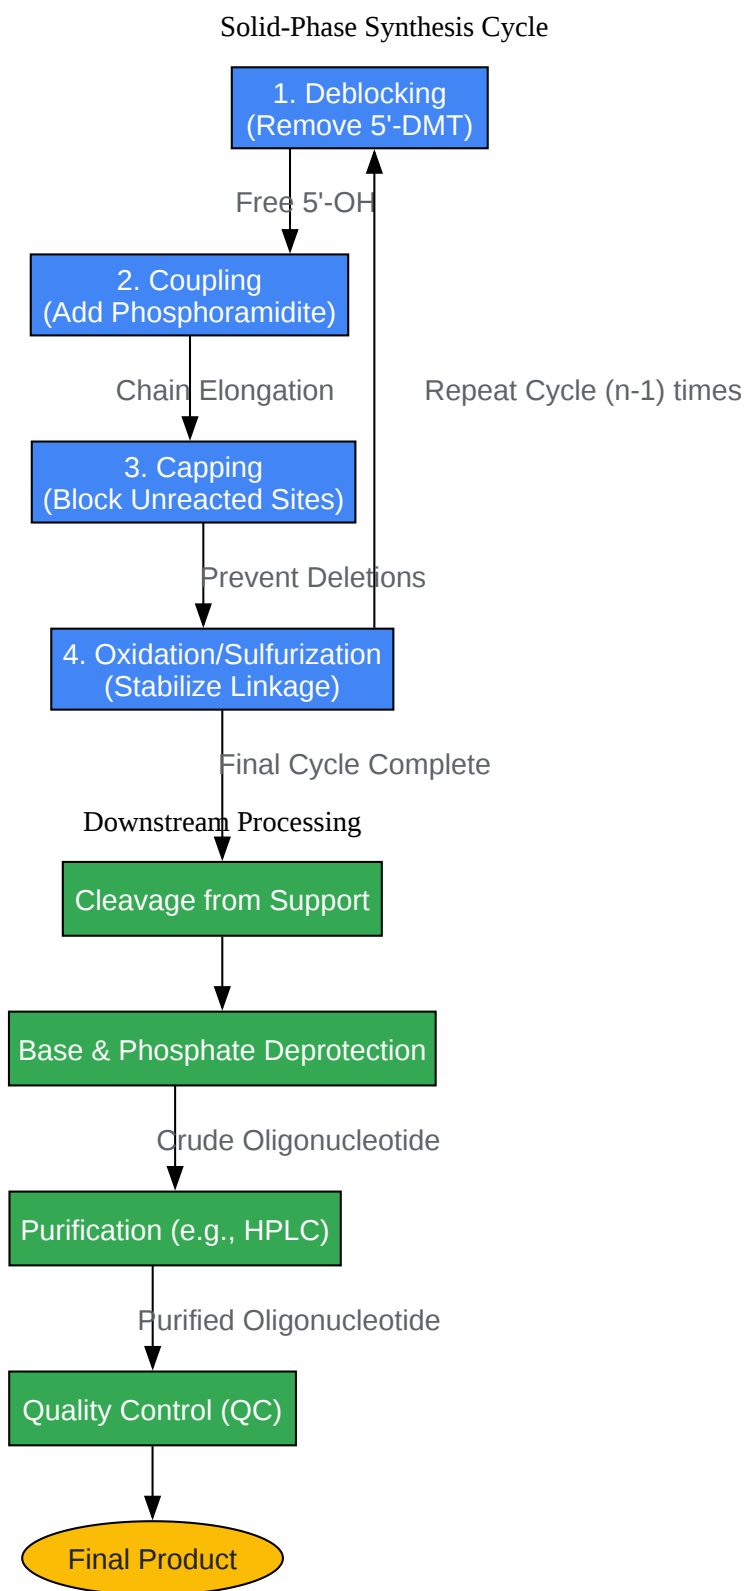 Solid-Phase Synthesis Cycle
1. Deblocking
(Remove 5'-DMT)
Free 5'-OH
2. Coupling
(Add Phosphoramidite)
Chain Elongation
Repeat Cycle (n-1) times
3. Capping
(Block Unreacted Sites)
Prevent Deletions
4. Oxidation/Sulfurization
(Stabilize Linkage)
Final Cycle Complete
Downstream Processing
Cleavage from Support
Base & Phosphate Deprotection
Crude Oligonucleotide
Purification (e.g., HPLC)
Purified Oligonucleotide
Quality Control (QC)
Final Product